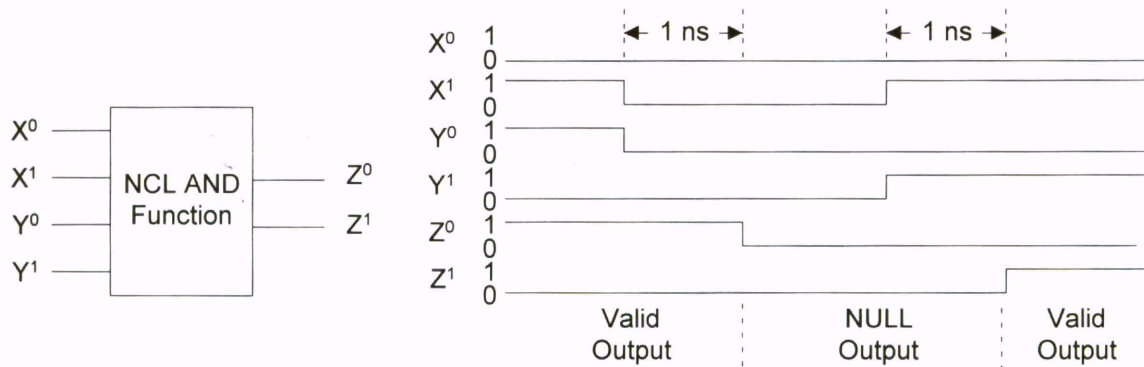 X⁰
X¹
Y⁰
Y¹
NCL AND
Function
Z⁰
Z¹
1 ns
1 ns
X⁰ 1
0
X¹ 1
0
Y⁰ 1
0
Y¹ 1
0
Z⁰ 1
0
Z¹ 1
0
Valid
Output
NULL
Output
Valid
Output